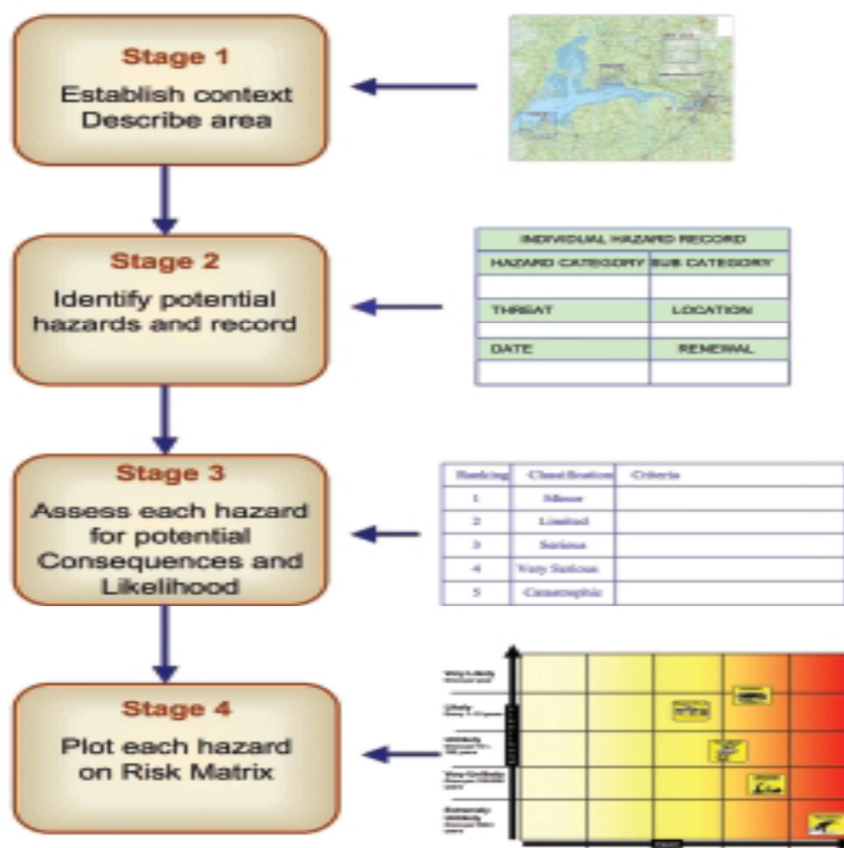 Stage 1
Establish context
Describe area
Stage 2
Identify potential
hazards and record
INDIVIDUAL HAZARD RECORD
HAZARD CATEGORY SUB CATEGORY
THREAT LOCATION
DATE RENEWAL
Stage 3
Assess each hazard
for potential
Consequences and
Likelihood
Ranking Classification Criteria
1 Minor
2 Limited
3 Serious
4 Very Serious
5 Catastrophic
Stage 4
Plot each hazard
on Risk Matrix
Very Likely
Likely
Unlikely
Very Unlikely
Extremely
Unlikely